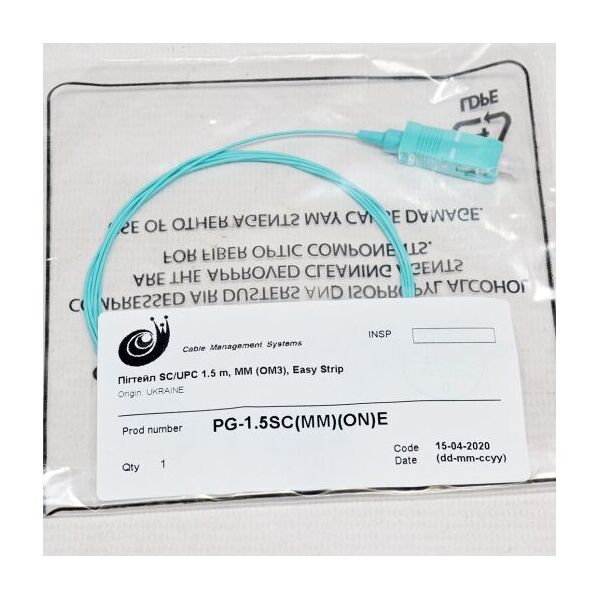 LDPE
COMPRESSED AIR DUSTERS AND ISOPROPYL ALCOHOL
ARE THE APPROVED CLEANING AGENTS
FOR FIBER OPTIC COMPONENTS.
USE OF OTHER AGENTS MAY CAUSE DAMAGE.
Cable Management Systems
INSP
Пігтейл SC/UPC 1.5 m, MM (OM3), Easy Strip
Origin: UKRAINE
Prod number PG-1.5SC(MM)(ON)E
Qty 1
Code Date 15-04-2020 (dd-mm-ccyy)